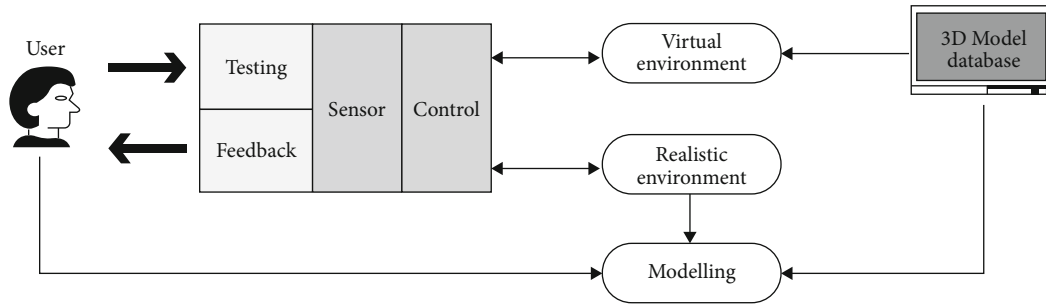 User
Testing
Feedback
Sensor
Control
Virtual
environment
Realistic
environment
Modelling
3D Model
database